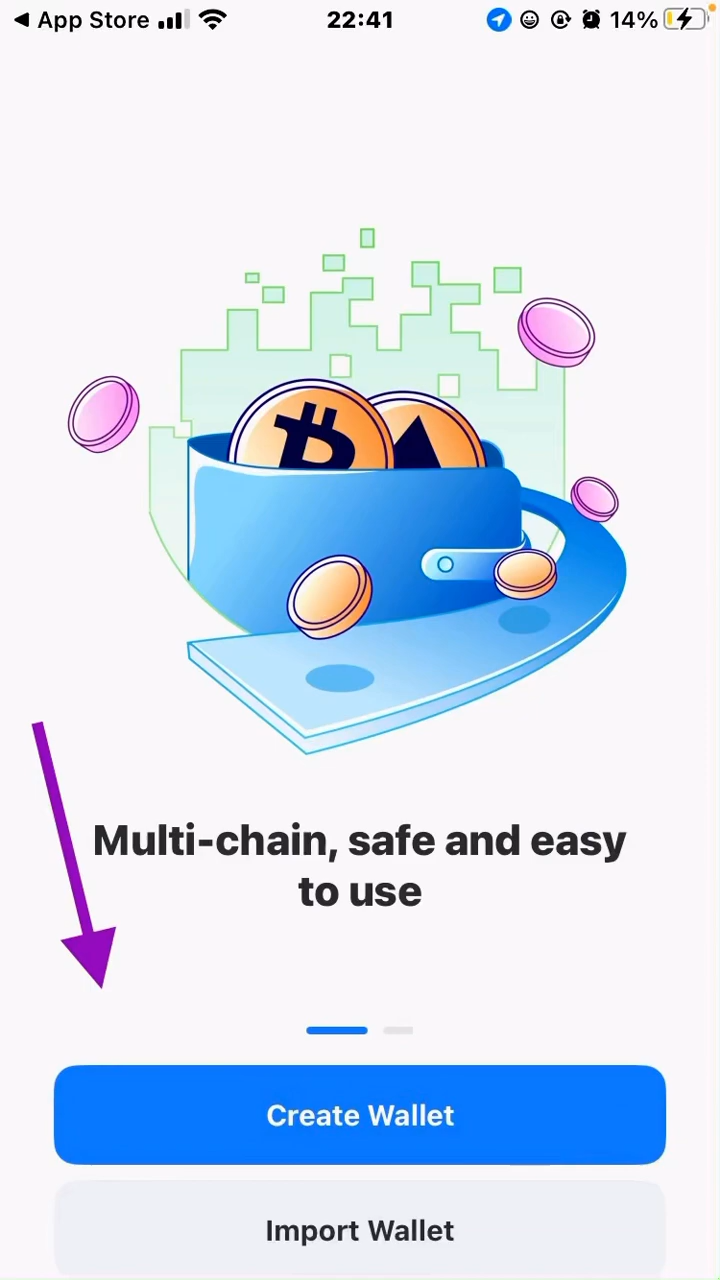 App Store
22:41
14%
Multi-chain, safe and easy
to use
Create Wallet
Import Wallet